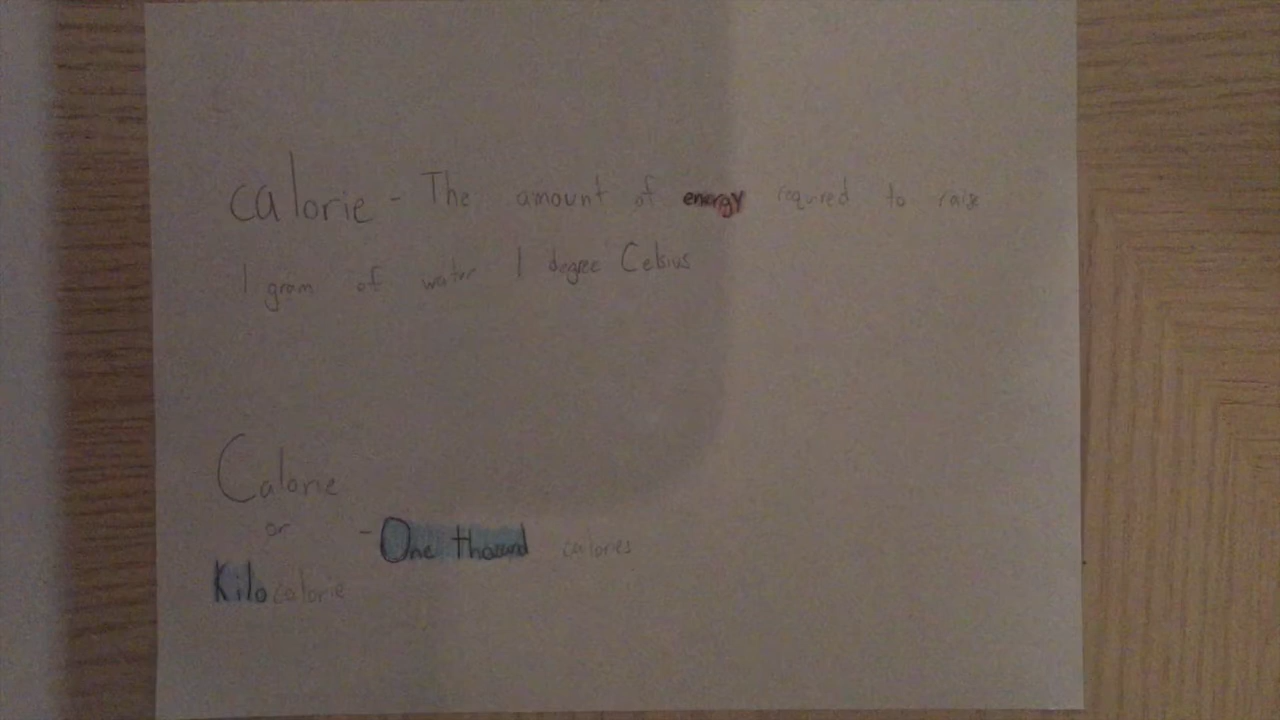 calorie - The amount of energy requred to raise
1 gram of water 1 degree Celsius
Calorie
or - One thousand calories
Kilocalorie